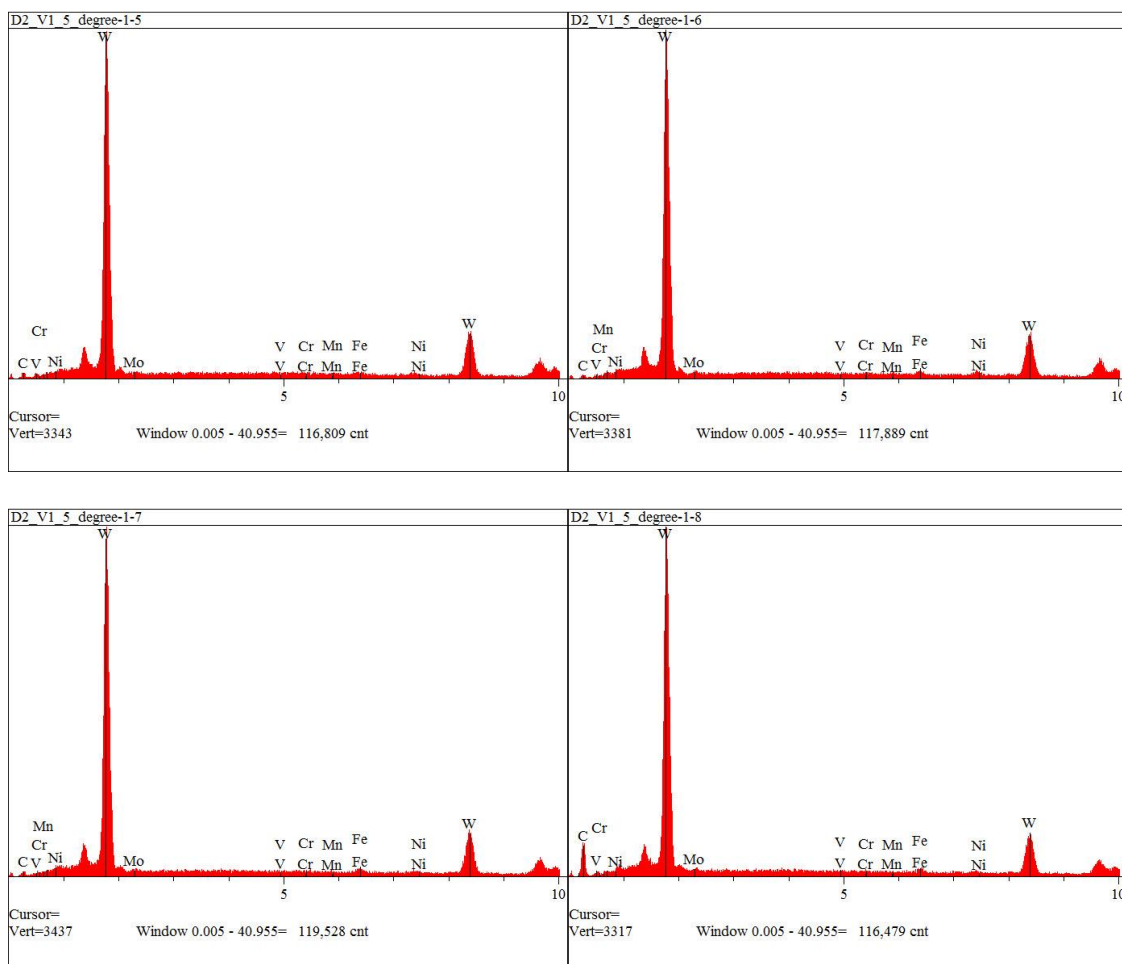 D2_V1_5_degree-1-5
W
Cr
W
V Cr Mn Fe Ni
C V Ni Mo V Cr Mn Fe Ni
5 10
Cursor=
Vert=3343 Window 0.005 - 40.955= 116,809 cnt
D2_V1_5_degree-1-6
W
Mn
W
Cr V Cr Mn Fe Ni
C V Ni Mo V Cr Mn Fe Ni
5 10
Cursor=
Vert=3381 Window 0.005 - 40.955= 117,889 cnt
D2_V1_5_degree-1-7
W
Mn
W
Cr V Cr Mn Fe Ni
C V Ni Mo V Cr Mn Fe Ni
5 10
Cursor=
Vert=3437 Window 0.005 - 40.955= 119,528 cnt
D2_V1_5_degree-1-8
W
W
C Cr V Cr Mn Fe Ni
V Ni Mo V Cr Mn Fe Ni
5 10
Cursor=
Vert=3317 Window 0.005 - 40.955= 116,479 cnt